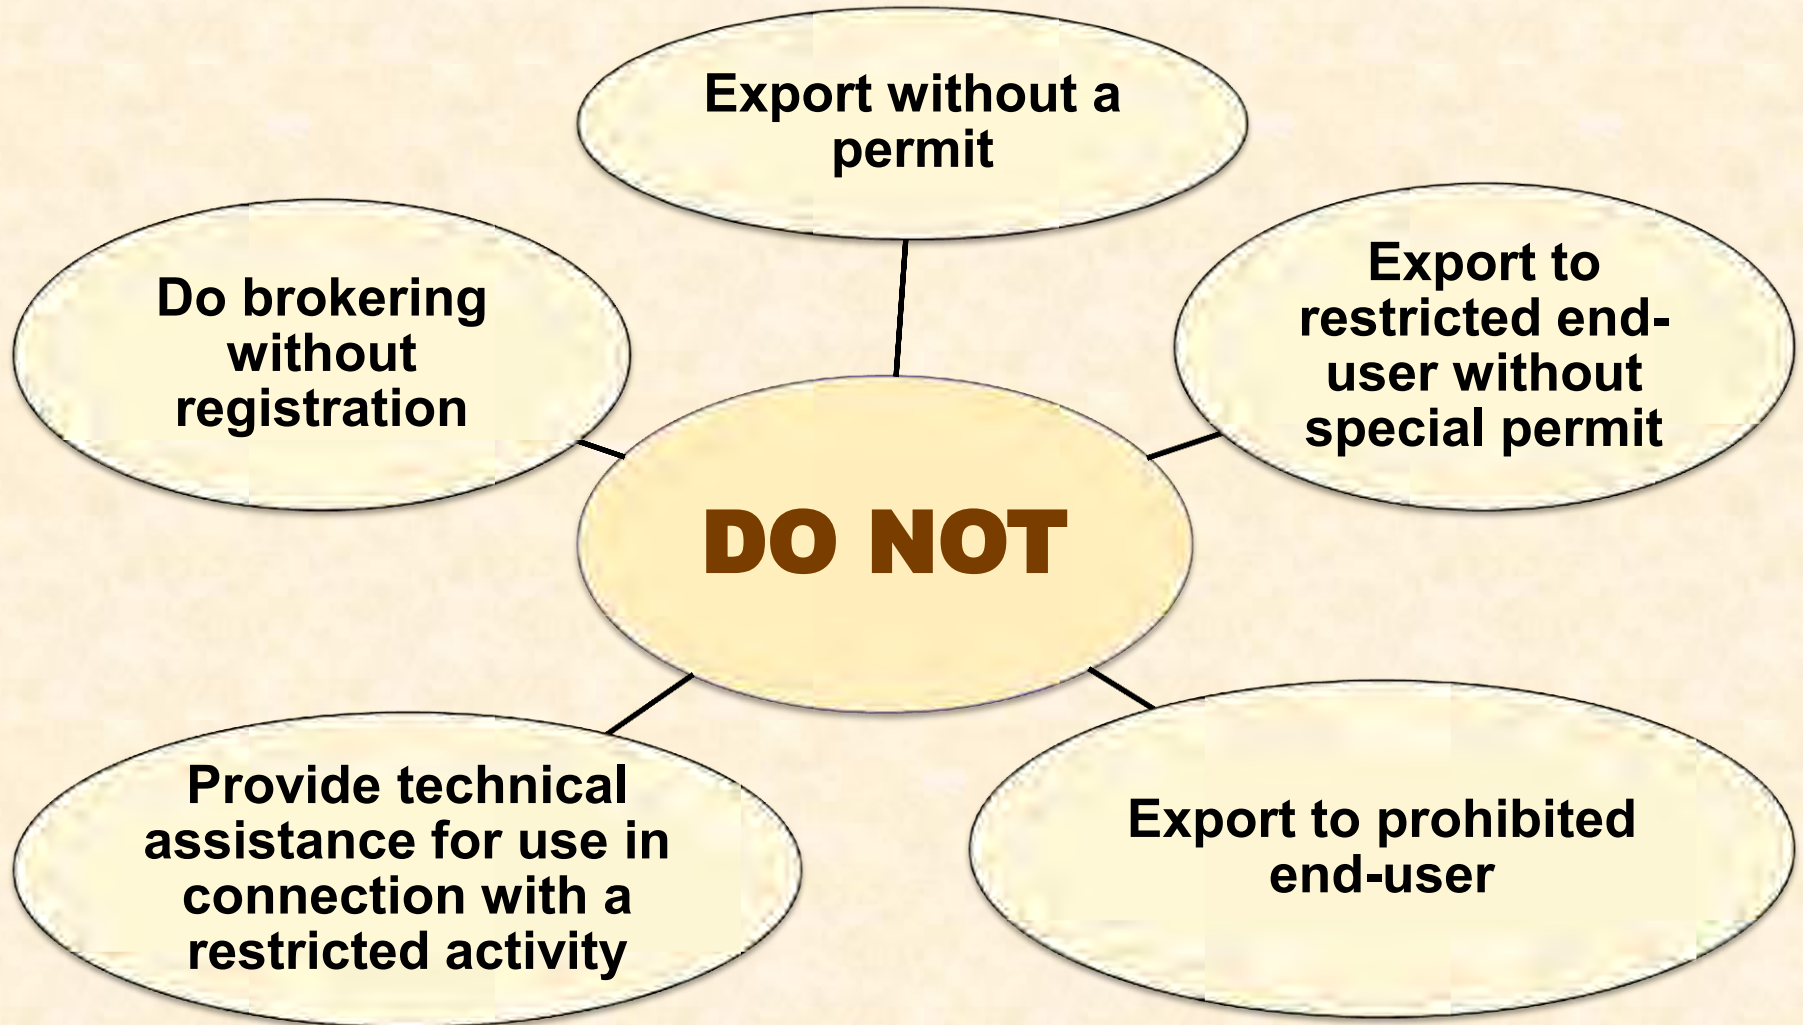 Export without a
permit
Do brokering
without
registration
Export to
restricted end-
user without
special permit
DO NOT
Provide technical
assistance for use in
connection with a
restricted activity
Export to prohibited
end-user